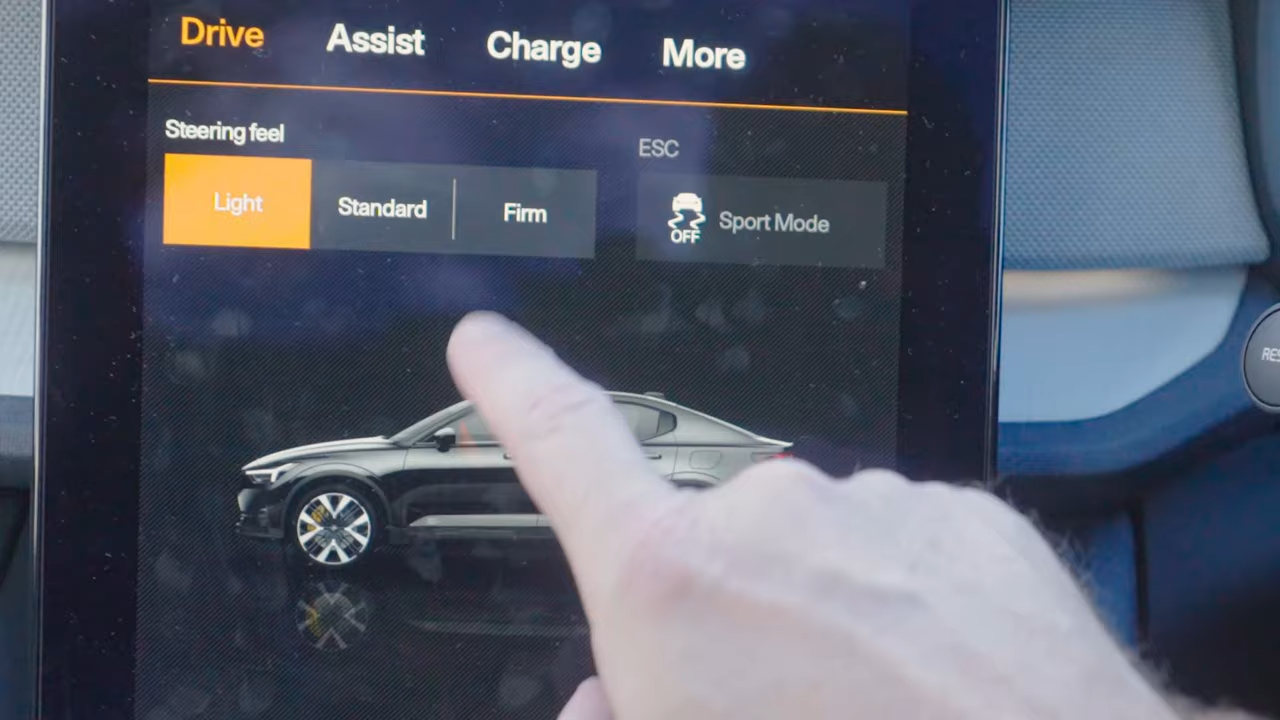 Drive Assist Charge More
Steering feel
ESC
Light Standard Firm
OFF Sport Mode